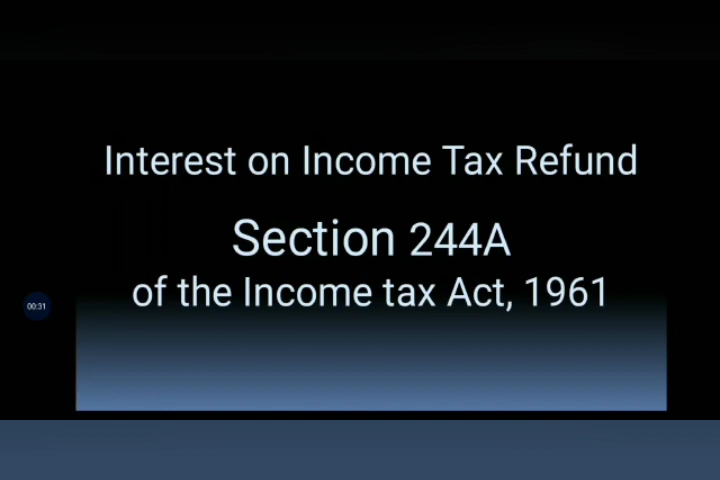 Interest on Income Tax Refund
Section 244A
of the Income tax Act, 1961
00:31